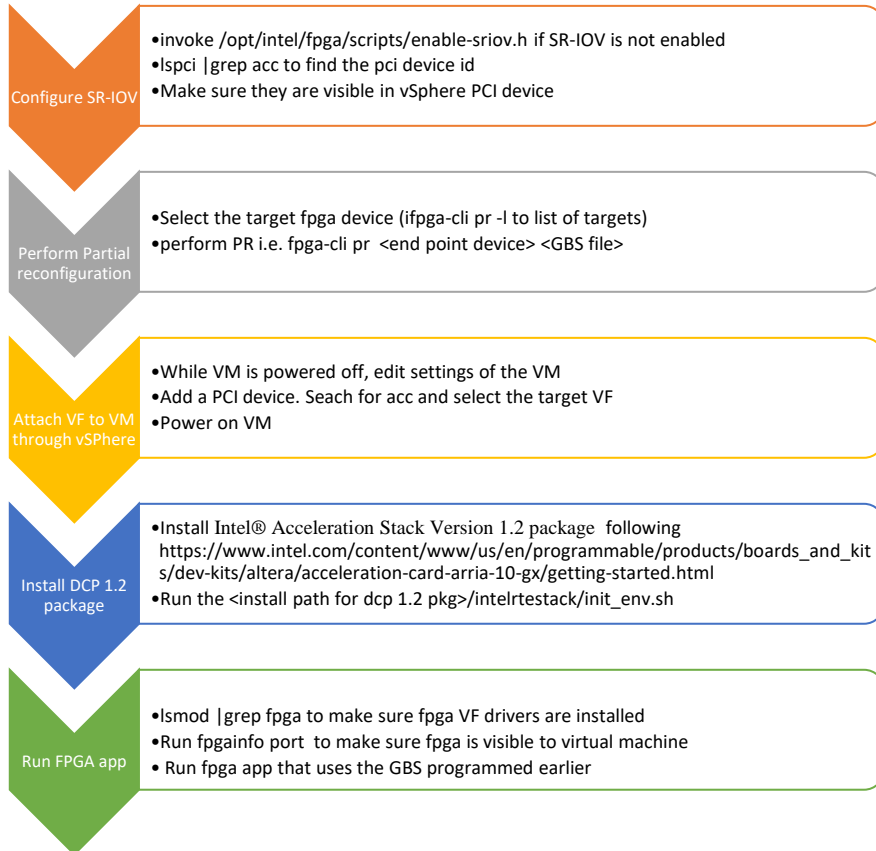 Configure SR-IOV
•invoke /opt/intel/fpga/scripts/enable-sriov.h if SR-IOV is not enabled
•lspci |grep acc to find the pci device id
•Make sure they are visible in vSphere PCI device
Perform Partial
reconfiguration
•Select the target fpga device (ifpga-cli pr -l to list of targets)
•perform PR i.e. fpga-cli pr <end point device> <GBS file>
Attach VF to VM
through vSPhere
•While VM is powered off, edit settings of the VM
•Add a PCI device. Seach for acc and select the target VF
•Power on VM
Install DCP 1.2
package
•Install Intel® Acceleration Stack Version 1.2 package following
https://www.intel.com/content/www/us/en/programmable/products/boards_and_kit
s/dev-kits/altera/acceleration-card-arria-10-gx/getting-started.html
•Run the <install path for dcp 1.2 pkg>/intelrtestack/init_env.sh
Run FPGA app
•lsmod |grep fpga to make sure fpga VF drivers are installed
•Run fpgainfo port to make sure fpga is visible to virtual machine
• Run fpga app that uses the GBS programmed earlier